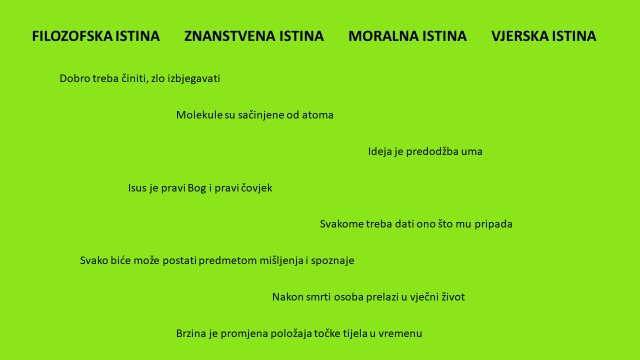 FILOZOFSKA ISTINA ZNANSTVENA ISTINA MORALNA ISTINA VJERSKA ISTINA
Dobro treba činiti, zlo izbjegavati
Molekule su sačinjene od atoma
Ideja je predodžba uma
Isus je pravi Bog i pravi čovjek
Svakome treba dati ono što mu pripada
Svako biće može postati predmetom mišljenja i spoznaje
Nakon smrti osoba prelazi u vječni život
Brzina je promjena položaja točke tijela u vremenu